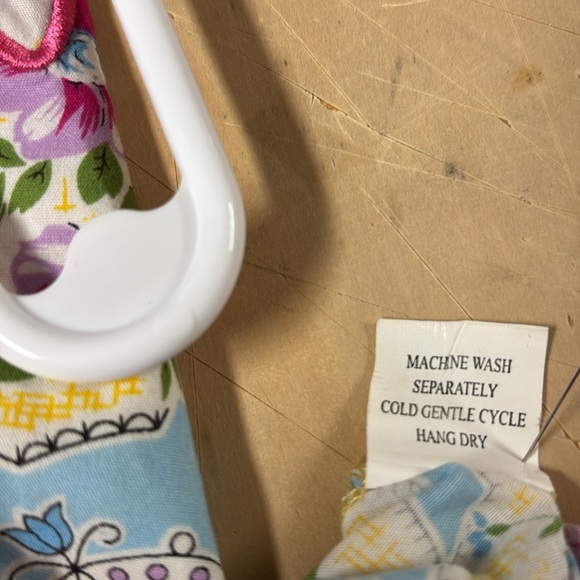 MACHNE WASH
SEPARATELY
COLD GENTLE CYCLE
HANG DRY